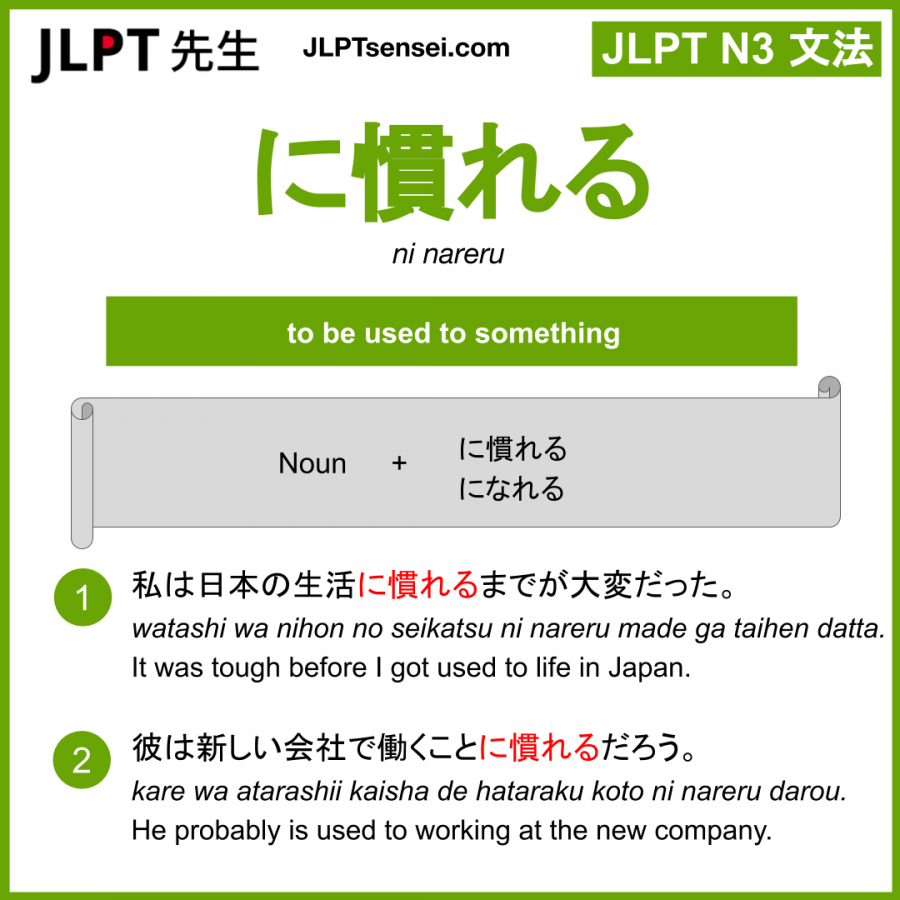 JLPT 先生
JLPTsensei.com
JLPT N3 文法
に慣れる
ni nareru
to be used to something
Noun + に慣れる
になれる
1 私は日本の生活に慣れるまでが大変だった。
watashi wa nihon no seikatsu ni nareru made ga taihen datta.
It was tough before I got used to life in Japan.
2 彼は新しい会社で働くことに慣れるだろう。
kare wa atarashii kaisha de hataraku koto ni nareru darou.
He probably is used to working at the new company.